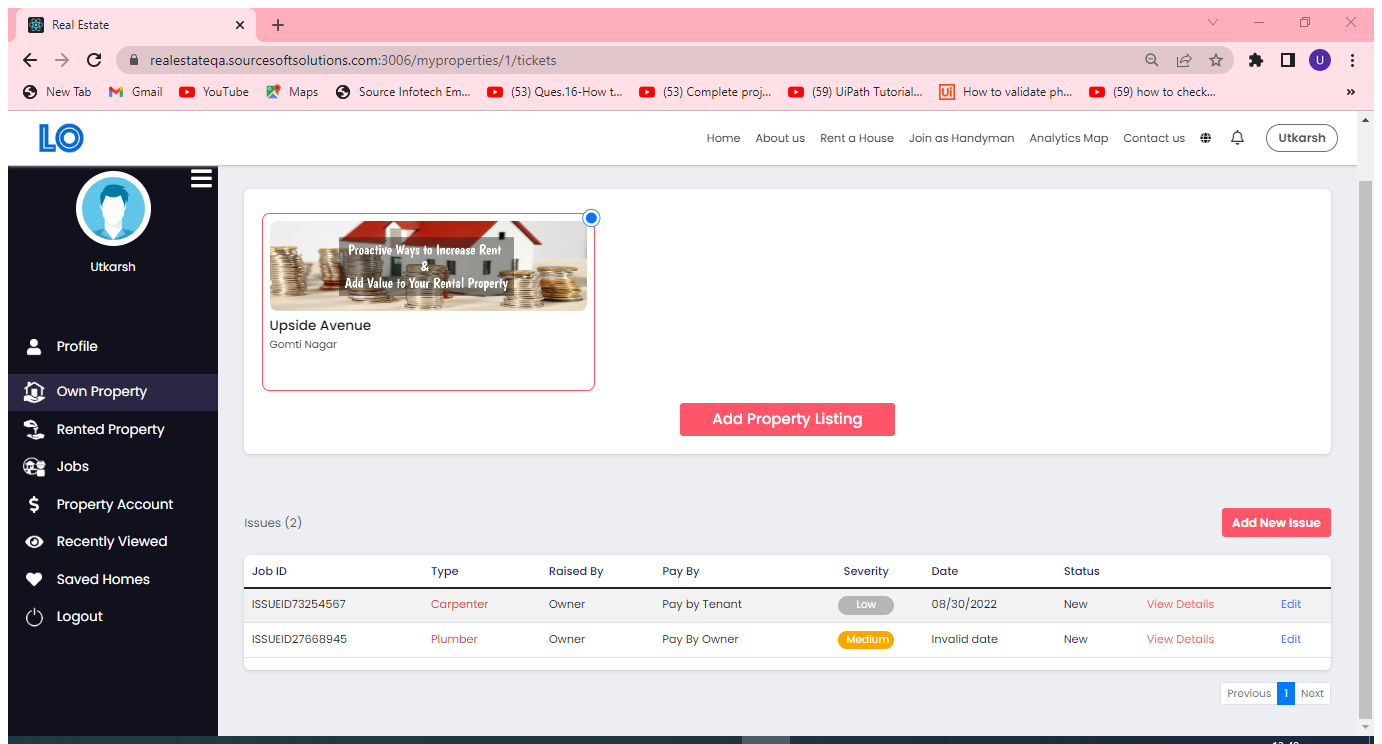 Real Estate
realestateqa.sourcesoftsolutions.com:3006/myproperties/1/tickets
U
New Tab Gmail YouTube Maps Source Infotech Em... (53) Ques.16-How t... (53) Complete proj... (59) UiPath Tutorial... Ui How to validate ph... (59) how to check... »
LO Home About us Rent a House Join as Handyman Analytics Map Contact us Utkarsh
Utkarsh
Profile
Own Property
Rented Property
Jobs
Property Account
Recently Viewed
Saved Homes
Logout
Proactive Ways to Increase Rent
&
Add Value to Your Rental Property
Upside Avenue
Gomti Nagar
Add Property Listing
Issues (2) Add New Issue
Job ID Type Raised By Pay By Severity Date Status
ISSUEID73254567 Carpenter Owner Pay by Tenant Low 08/30/2022 New View Details Edit
ISSUEID27668945 Plumber Owner Pay By Owner Medium Invalid date New View Details Edit
Previous 1 Next